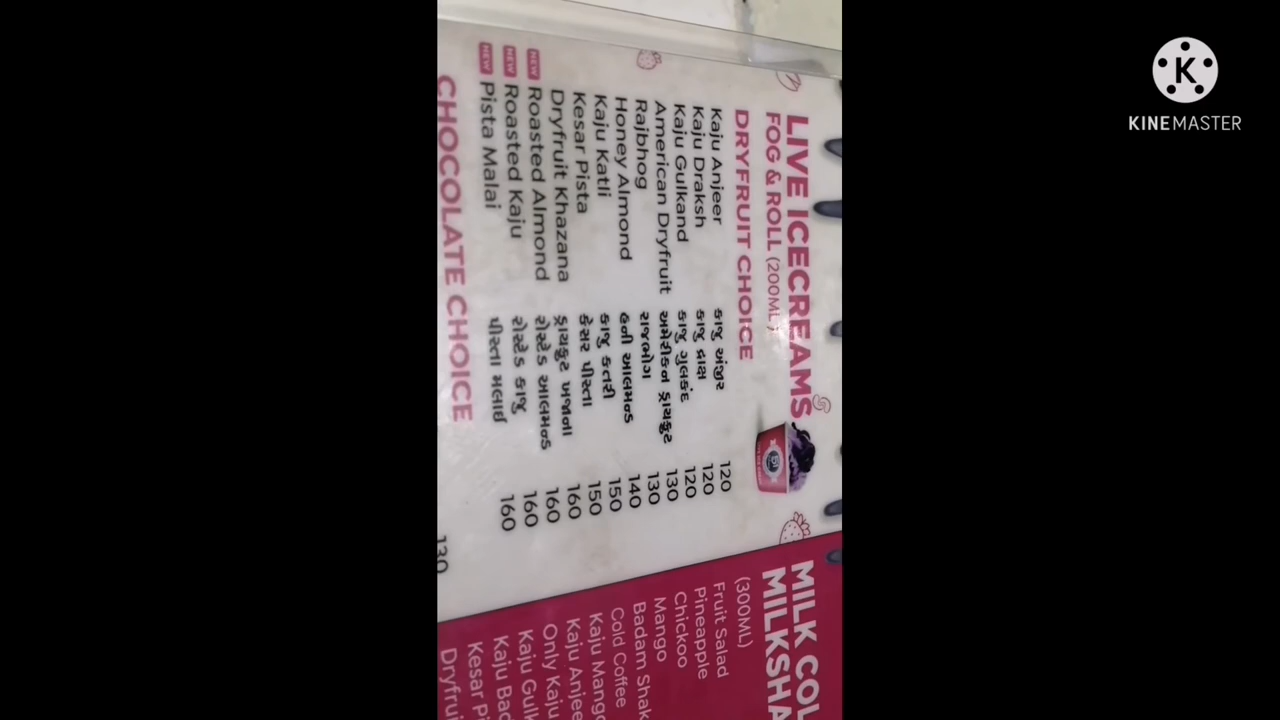 LIVE ICECREAMS
FOG & ROLL (200ML)
DRYFRUIT CHOICE
Kaju Anjeer કાજુ અંજીર 120
Kaju Draksh કાજુ દ્રાક્ષ 120
Kaju Gulkand કાજુ ગુલકંદ 120
American Dryfruit અમેરીકન ડ્રાયફ્રુટ 130
Rajbhog રાજભોગ 130
Honey Almond હની આલમન્ડ 140
Kaju Katli કાજુ કતરી 150
Kesar Pista કેસર પીસ્તા 150
Dryfruit Khazana ડ્રાયફ્રુટ ખજાના 160
NEW Roasted Almond રોસ્ટેડ આલમન્ડ 160
NEW Roasted Kaju રોસ્ટેડ કાજુ 160
NEW Pista Malai પીસ્તા મલાઈ 160
CHOCOLATE CHOICE
130
MILK COL
MILKSHA
(300ML)
Fruit Salad
Pineapple
Chickoo
Mango
Badam Shak
Cold Coffee
Kaju Mango
Kaju Anjee
Only Kaju
Kaju Gulk
Kaju Bad
Kesar Pi
Dryfrui
K
KINEMASTER